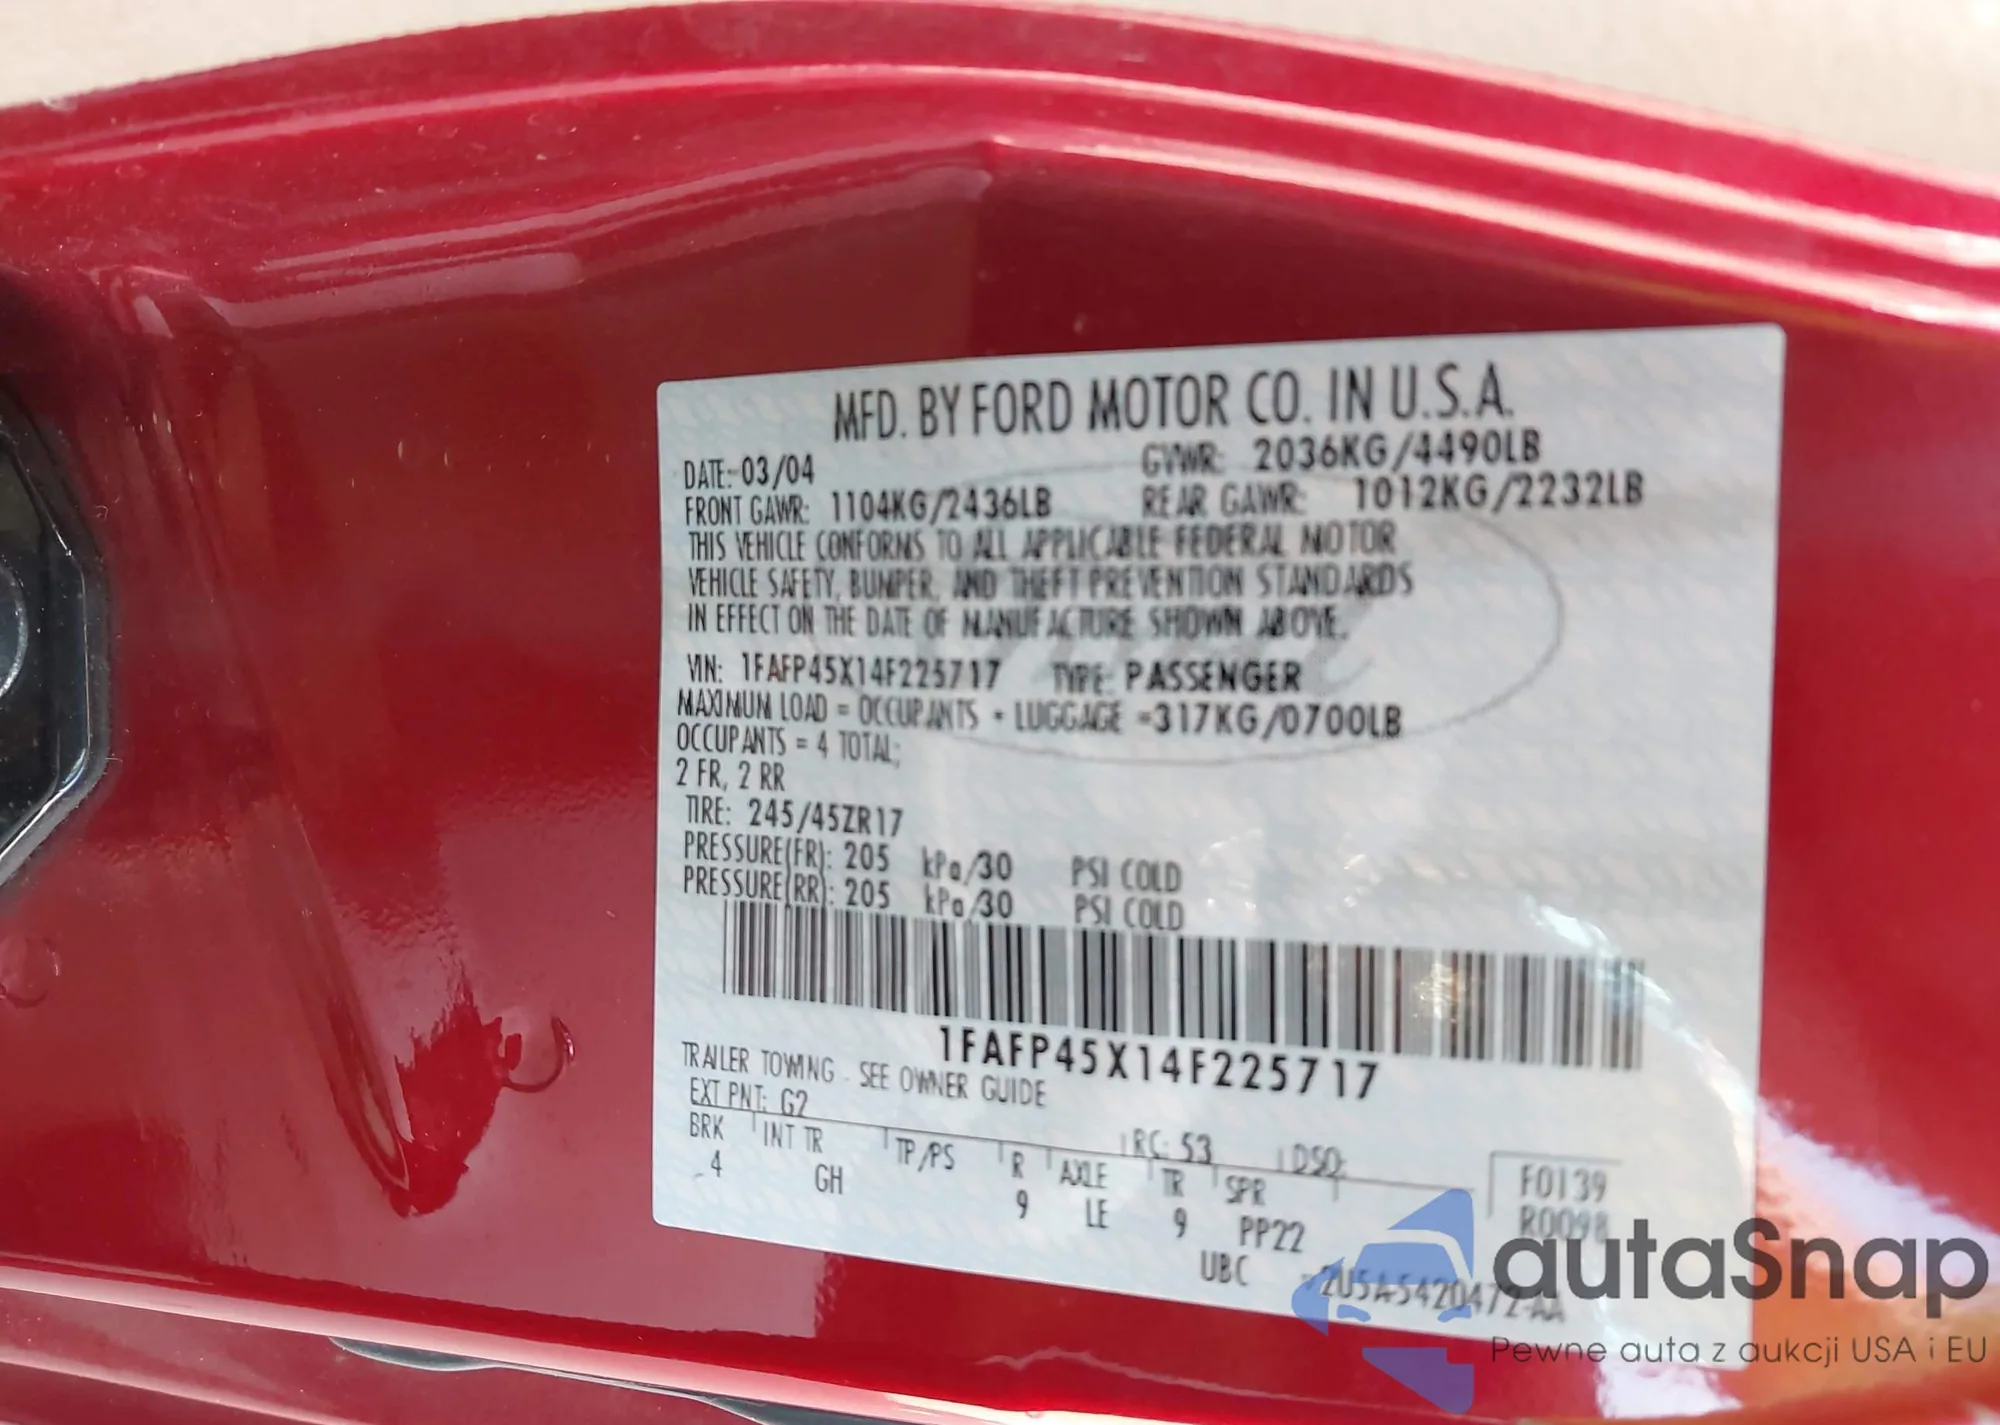 MFD. BY FORD MOTOR CO. IN U.S.A.
DATE: 03/04 GVWR: 2036KG/4490LB
FRONT GAWR: 1104KG/2436LB REAR GAWR: 1012KG/2232LB
THIS VEHICLE CONFORMS TO ALL APPLICABLE FEDERAL MOTOR
VEHICLE SAFETY, BUMPER, AND THEFT PREVENTION STANDARDS
IN EFFECT ON THE DATE OF MANUFACTURE SHOWN ABOVE.
VIN: 1FAFP45X14F225717 TYPE: PASSENGER
MAXIMUM LOAD = OCCUPANTS + LUGGAGE =317KG/0700LB
OCCUPANTS = 4 TOTAL;
2 FR, 2 RR
TIRE: 245/45ZR17
PRESSURE(FR): 205 kPa/30 PSI COLD
PRESSURE(RR): 205 kPa/30 PSI COLD
1FAFP45X14F225717
TRAILER TOWING - SEE OWNER GUIDE
EXT PNT: G2 RC: 53 DSO:
BRK INT TR TP/PS R AXLE TR SPR
4 GH 9 LE 9 PP22
F0139
R0098
UBC 2U5A-5420472-AA
autaSnap
Pewne auta z aukcji USA i EU